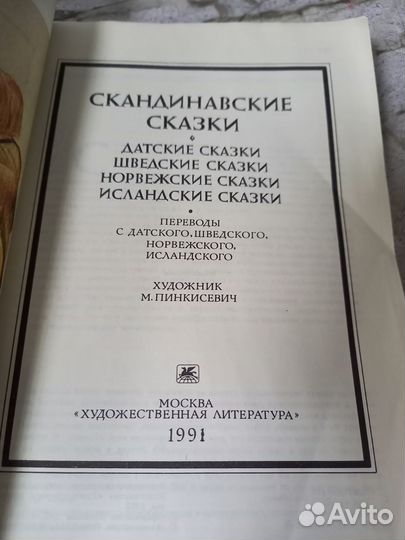 СКАНДИНАВСКИЕ
СКАЗКИ
ДАТСКИЕ СКАЗКИ
ШВЕДСКИЕ СКАЗКИ
НОРВЕЖСКИЕ СКАЗКИ
ИСЛАНДСКИЕ СКАЗКИ
•
ПЕРЕВОДЫ
С ДАТСКОГО, ШВЕДСКОГО,
НОРВЕЖСКОГО,
ИСЛАНДСКОГО
ХУДОЖНИК
М. ПИНКИСЕВИЧ
МОСКВА
«ХУДОЖЕСТВЕННАЯ ЛИТЕРАТУРА»
1991
Avito